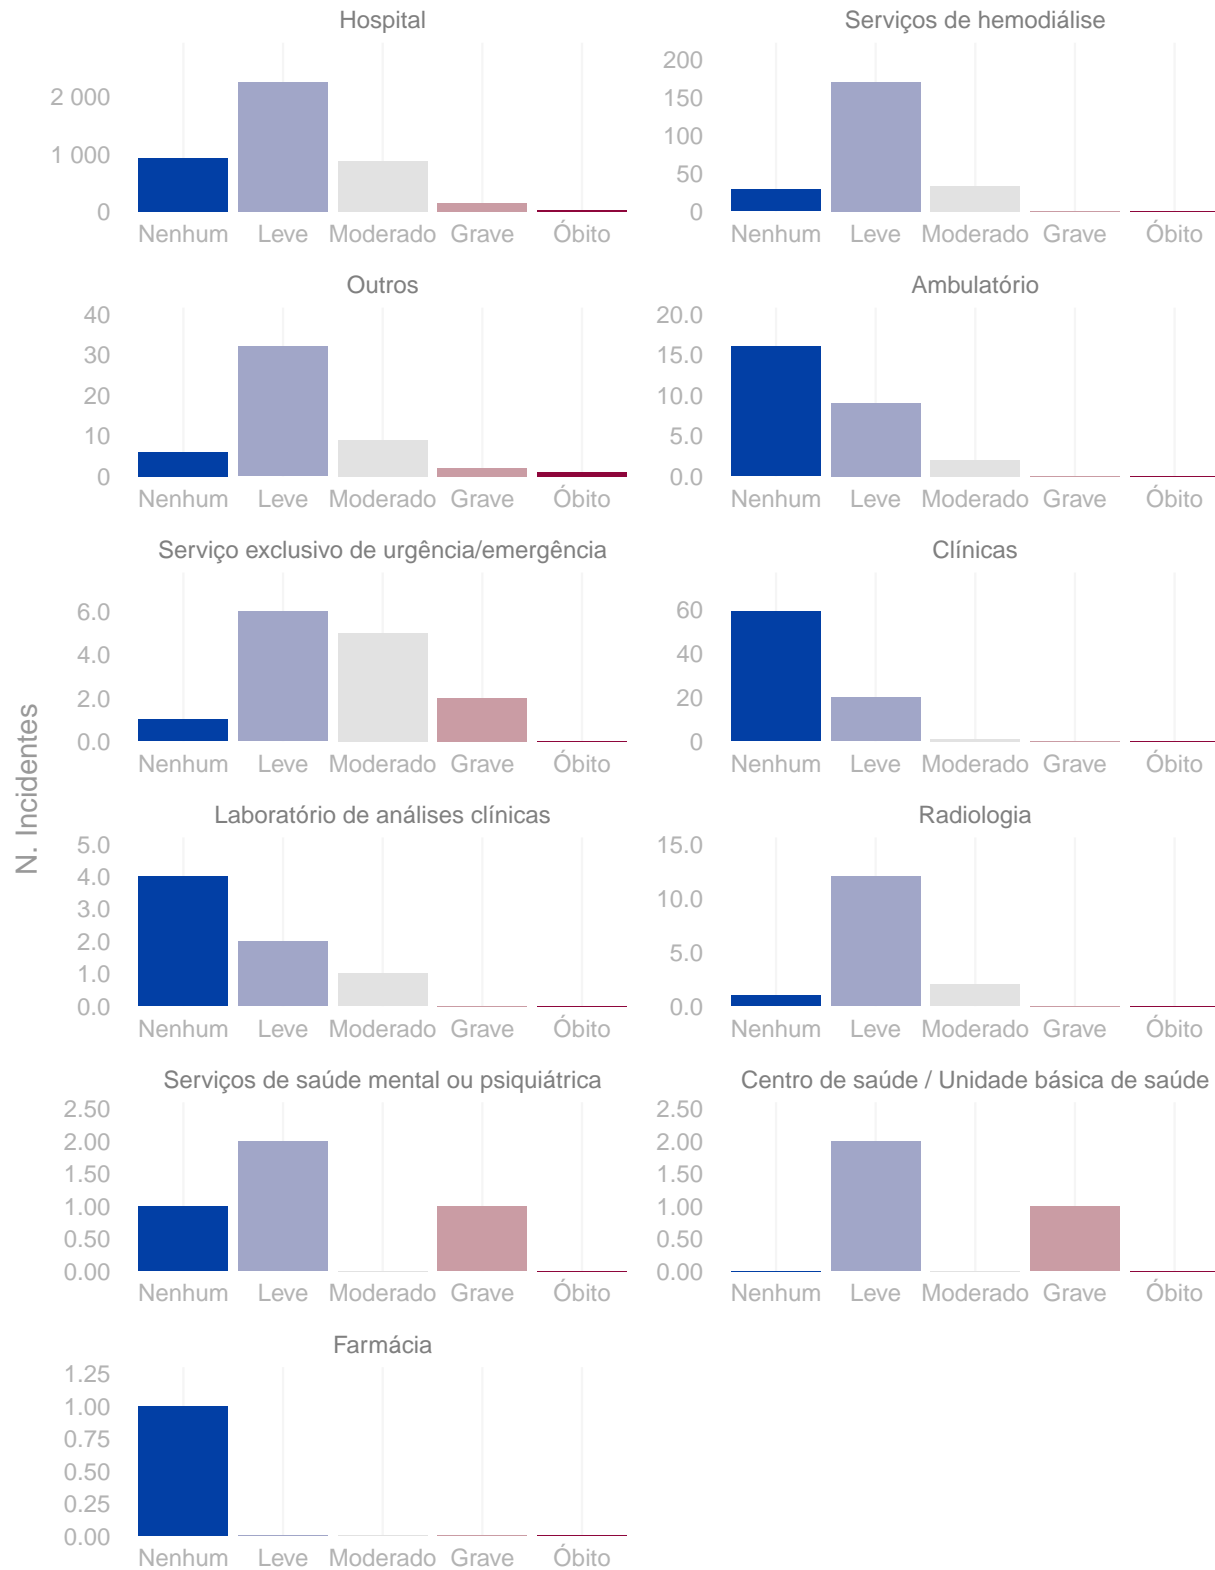 Hospital
2 000
1 000
0
Nenhum Leve Moderado Grave Óbito
Serviços de hemodiálise
200
150
100
50
0
Nenhum Leve Moderado Grave Óbito
Outros
40
30
20
10
0
Nenhum Leve Moderado Grave Óbito
Ambulatório
20.0
15.0
10.0
5.0
0.0
Nenhum Leve Moderado Grave Óbito
Serviço exclusivo de urgência/emergência
6.0
4.0
2.0
0.0
Nenhum Leve Moderado Grave Óbito
Clínicas
60
40
20
0
Nenhum Leve Moderado Grave Óbito
N. Incidentes
Laboratório de análises clínicas
5.0
4.0
3.0
2.0
1.0
0.0
Nenhum Leve Moderado Grave Óbito
Radiologia
15.0
10.0
5.0
0.0
Nenhum Leve Moderado Grave Óbito
Serviços de saúde mental ou psiquiátrica
2.50
2.00
1.50
1.00
0.50
0.00
Nenhum Leve Moderado Grave Óbito
Centro de saúde / Unidade básica de saúde
2.50
2.00
1.50
1.00
0.50
0.00
Nenhum Leve Moderado Grave Óbito
Farmácia
1.25
1.00
0.75
0.50
0.25
0.00
Nenhum Leve Moderado Grave Óbito